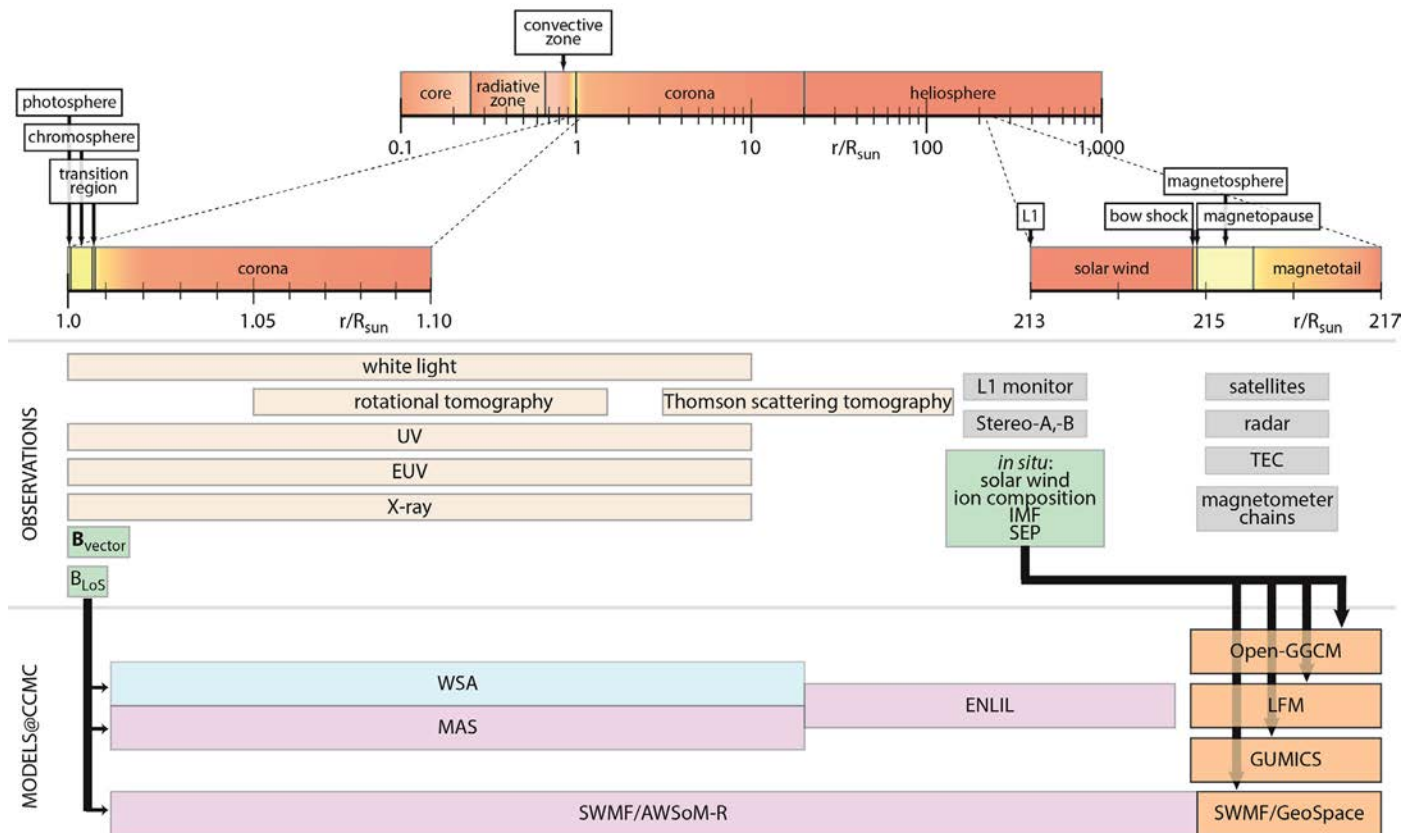 convective
zone
core
radiative
zone
corona
heliosphere
0.1
1
10
r/Rsun
100
1,000
photosphere
chromosphere
transition
region
magnetosphere
L1
bow shock
magnetopause
corona
solar wind
magnetotail
1.0
1.05
r/Rsun
1.10
213
215
r/Rsun
217
OBSERVATIONS
white light
rotational tomography
Thomson scattering tomography
UV
EUV
X-ray
Bvector
BLoS
L1 monitor
Stereo-A,-B
in situ:
solar wind
ion composition
IMF
SEP
satellites
radar
TEC
magnetometer
chains
MODELS@CCMC
WSA
MAS
ENLIL
SWMF/AWSoM-R
Open-GGCM
LFM
GUMICS
SWMF/GeoSpace